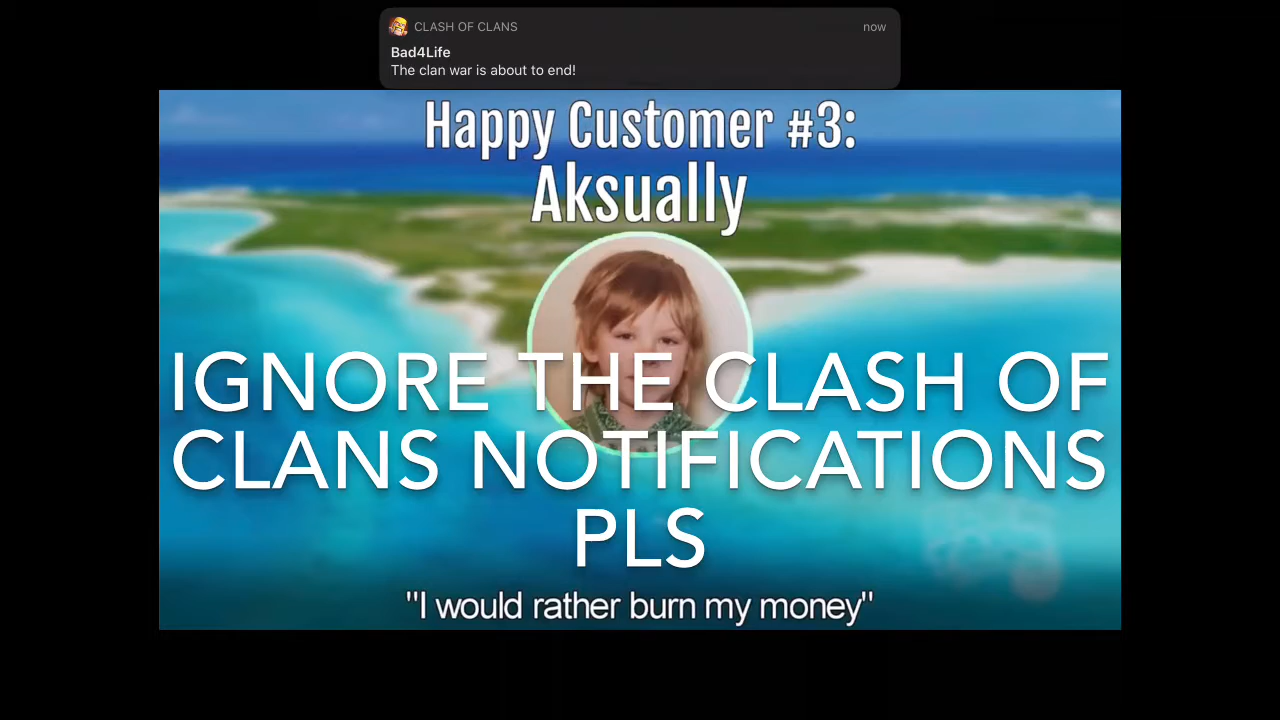 CLASH OF CLANS
now
Bad4Life
The clan war is about to end!
Happy Customer #3:
Aksually
IGNORE THE CLASH OF
CLANS NOTIFICATIONS
PLS
"I would rather burn my money"